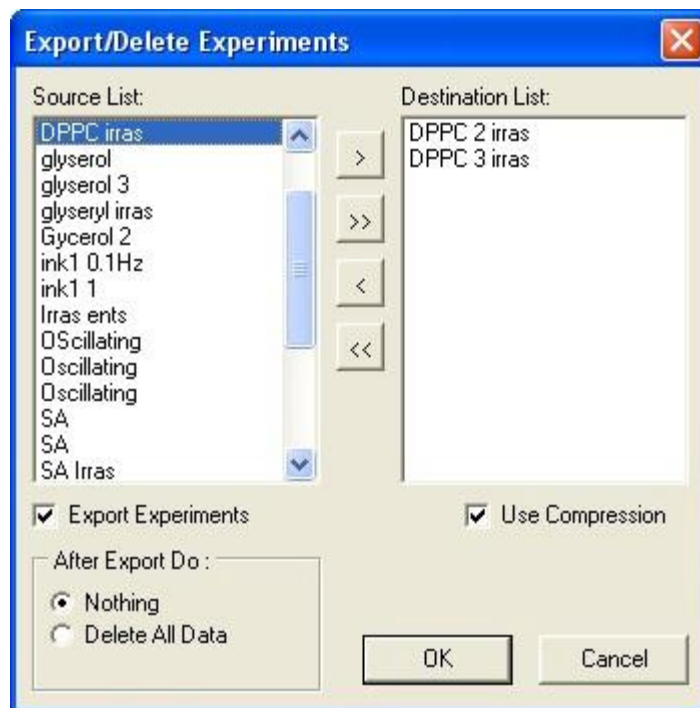 Export/Delete Experiments
Source List:
Destination List:
DPPC irras
glyserol
glyserol 3
glyseryl irras
Gycerol 2
ink1 0.1Hz
ink1 1
Irras ents
OScillating
Oscillating
Oscillating
SA
SA
SA Irras
>
>>
<
<<
DPPC 2 irras
DPPC 3 irras
Export Experiments
Use Compression
After Export Do :
Nothing
Delete All Data
OK
Cancel